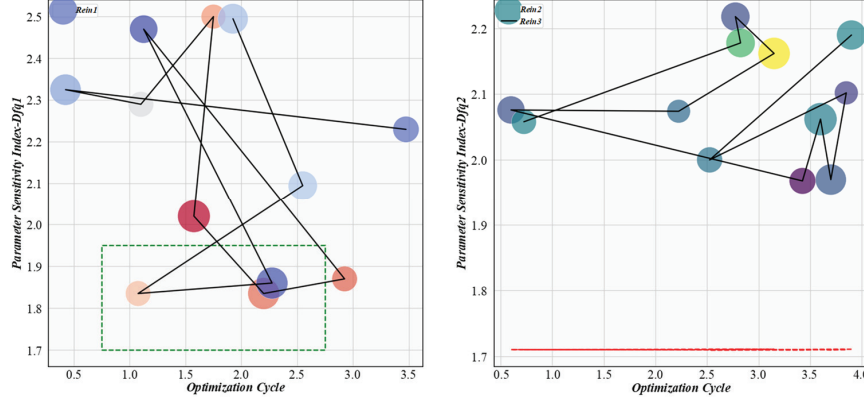 Rein1
Parameter Sensitivity Index-Dfq1
2.5
2.4
2.3
2.2
2.1
2.0
1.9
1.8
1.7
0.5 1.0 1.5 2.0 2.5 3.0 3.5
Optimization Cycle
Rein2
Rein3
Parameter Sensitivity Index-Dfq2
2.2
2.1
2.0
1.9
1.8
1.7
0.5 1.0 1.5 2.0 2.5 3.0 3.5 4.0
Optimization Cycle